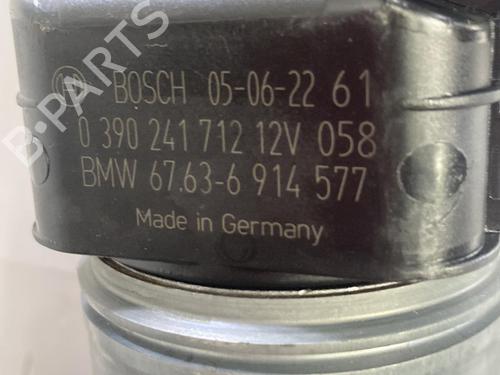 BOSCH 05-06-22 61
0 390 241 712 12V 058
BMW 67.63-6 914 577
Made in Germany
B-PARTS